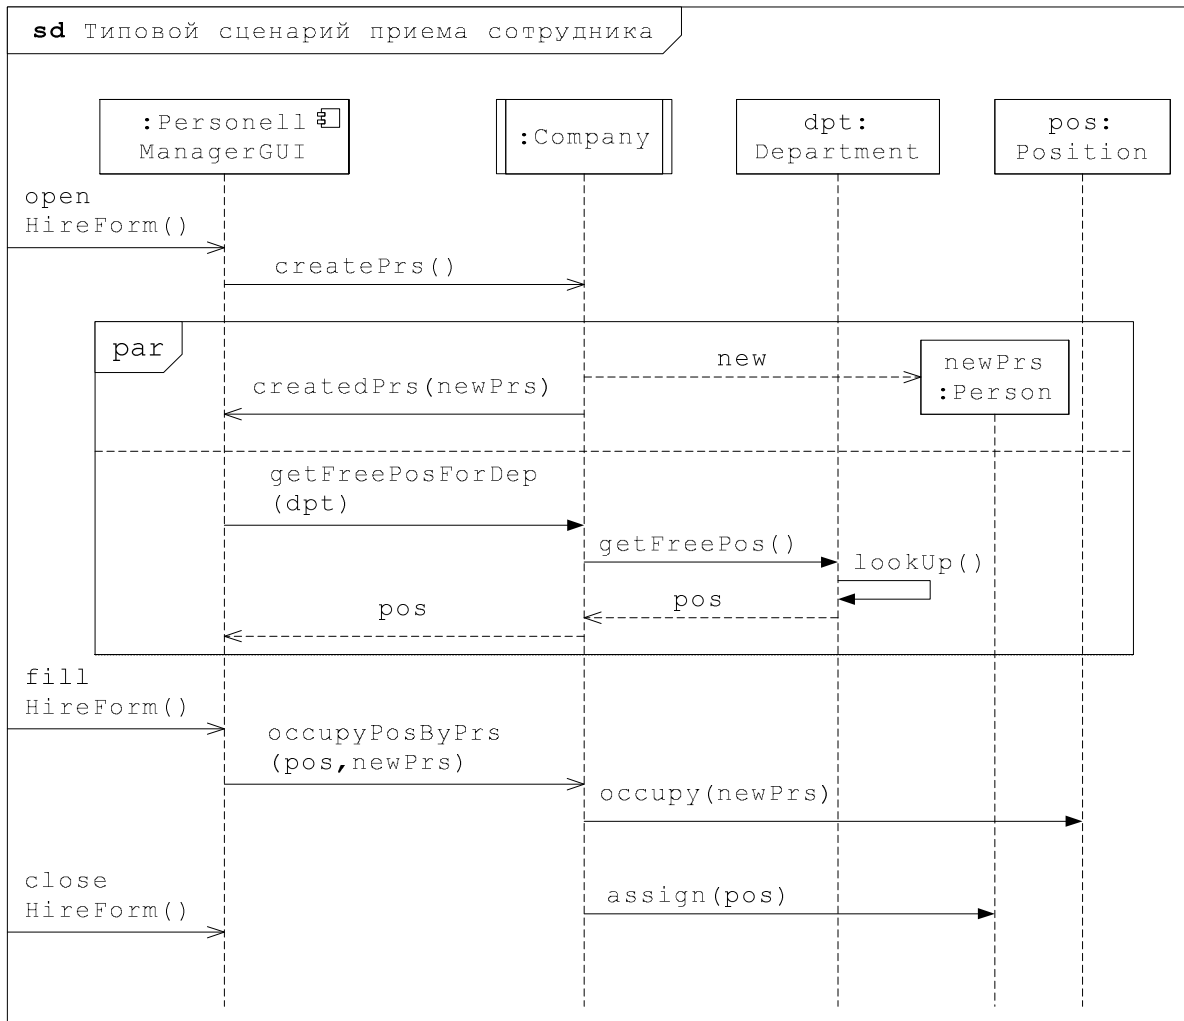 sd Типовой сценарий приема сотрудника
:Personell
ManagerGUI
:Company
dpt:
Department
pos:
Position
open
HireForm()
createPrs()
par
new
newPrs
:Person
createdPrs(newPrs)
getFreePosForDep
(dpt)
getFreePos()
lookUp()
pos
pos
fill
HireForm()
occupyPosByPrs
(pos,newPrs)
occupy(newPrs)
close
HireForm()
assign(pos)